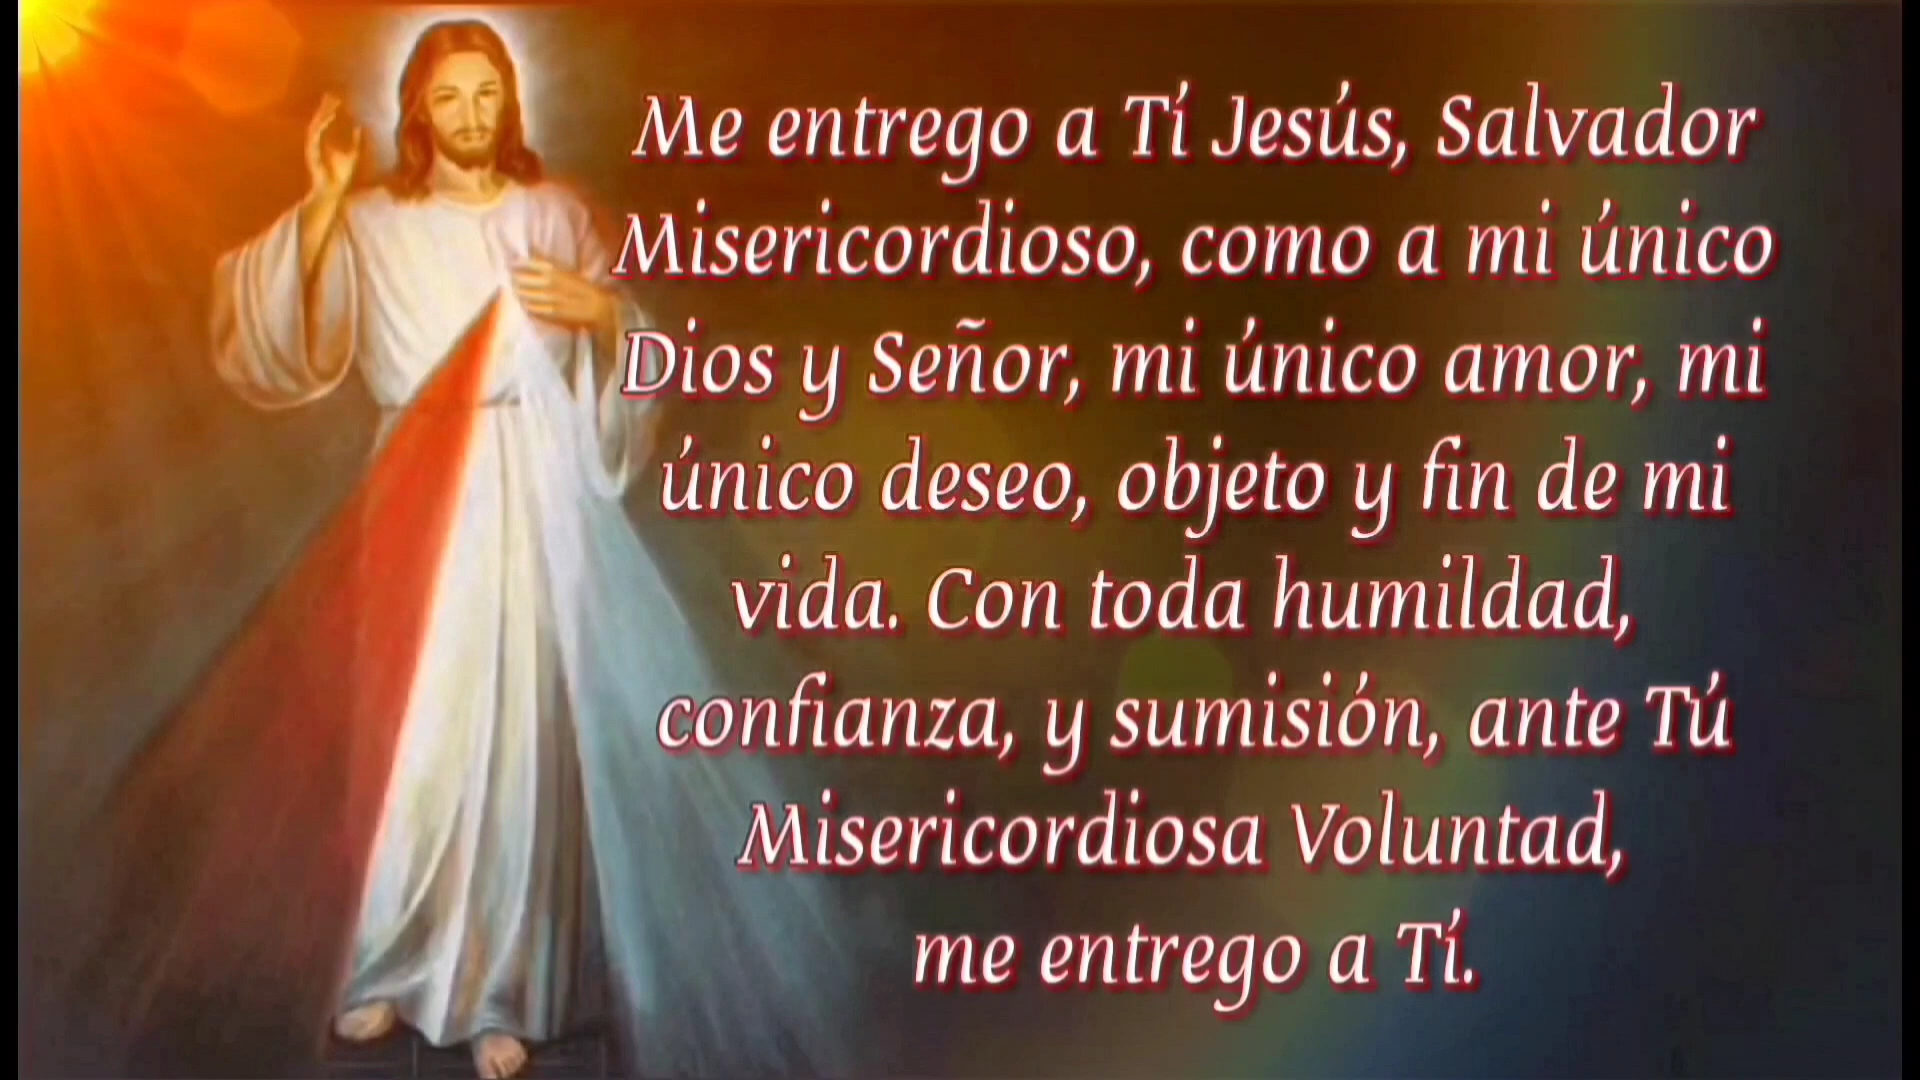 Me entrego a Tí Jesús, Salvador
Misericordioso, como a mi único
Dios y Señor, mi único amor, mi
único deseo, objeto y fin de mi
vida. Con toda humildad,
confianza, y sumisión, ante Tú
Misericordiosa Voluntad,
me entrego a Tí.